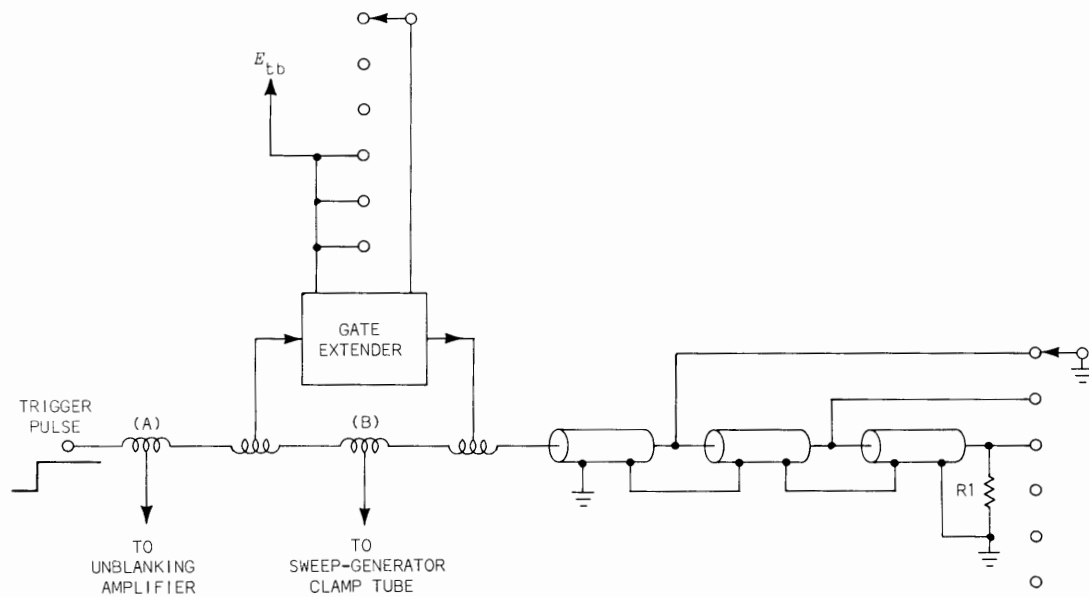 E_tb
GATE
EXTENDER
TRIGGER
PULSE
(A)
(B)
R1
TO
UNBLANKING
AMPLIFIER
TO
SWEEP-GENERATOR
CLAMP TUBE